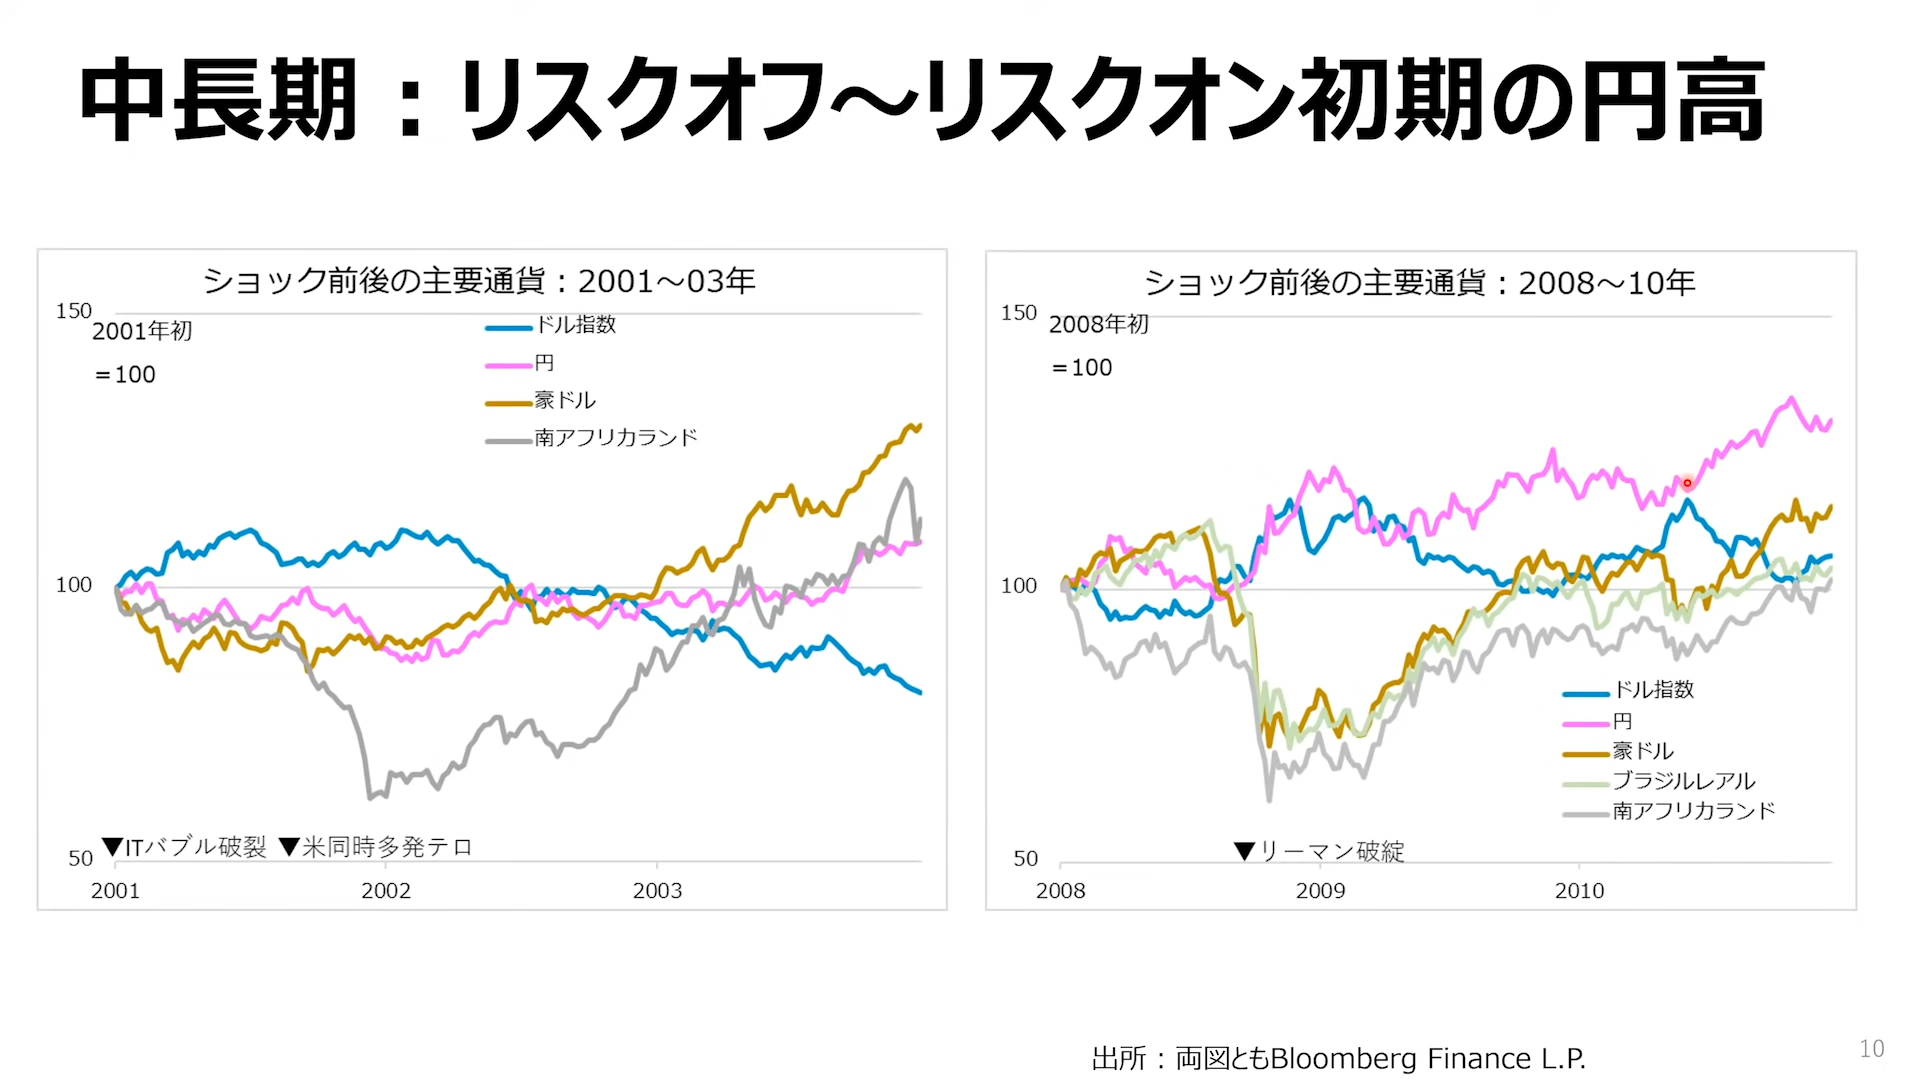 中長期：リスクオフ～リスクオン初期の円高
ショック前後の主要通貨：2001～03年
150
2001年初
＝100
ドル指数
円
豪ドル
南アフリカランド
100
▼ITバブル破裂 ▼米同時多発テロ
50
2001 2002 2003
ショック前後の主要通貨：2008～10年
150
2008年初
＝100
100
ドル指数
円
豪ドル
ブラジルレアル
南アフリカランド
▼リーマン破綻
50
2008 2009 2010
出所：両図ともBloomberg Finance L.P.
10